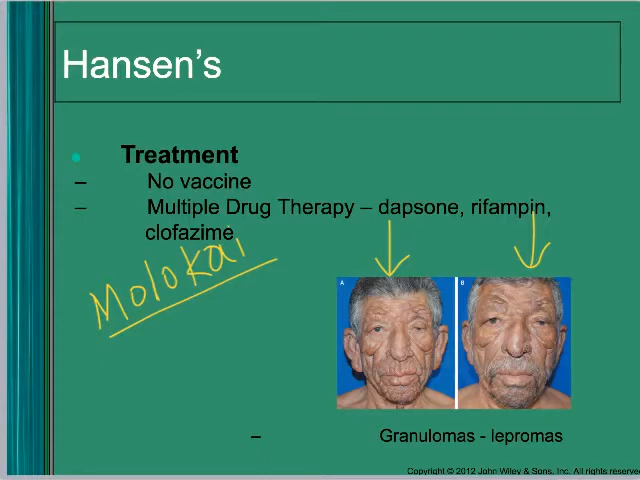 Hansen's
• Treatment
– No vaccine
– Multiple Drug Therapy – dapsone, rifampin,
clofazime
Molokai
A B
– Granulomas - lepromas
Copyright © 2012 John Wiley & Sons, Inc. All rights reserve